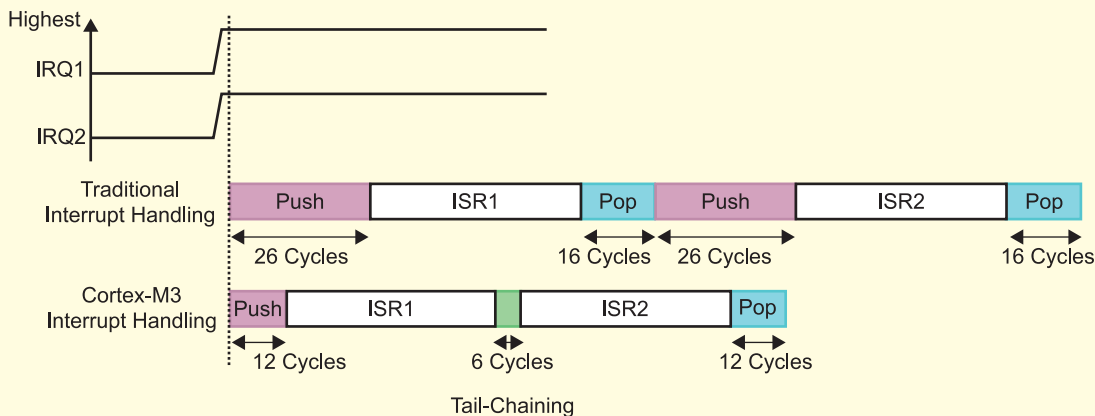 Highest
IRQ1
IRQ2
Traditional
Interrupt Handling
Push ISR1 Pop Push ISR2 Pop
26 Cycles 16 Cycles 26 Cycles 16 Cycles
Cortex-M3
Interrupt Handling
Push ISR1 ISR2 Pop
12 Cycles 6 Cycles 12 Cycles
Tail-Chaining